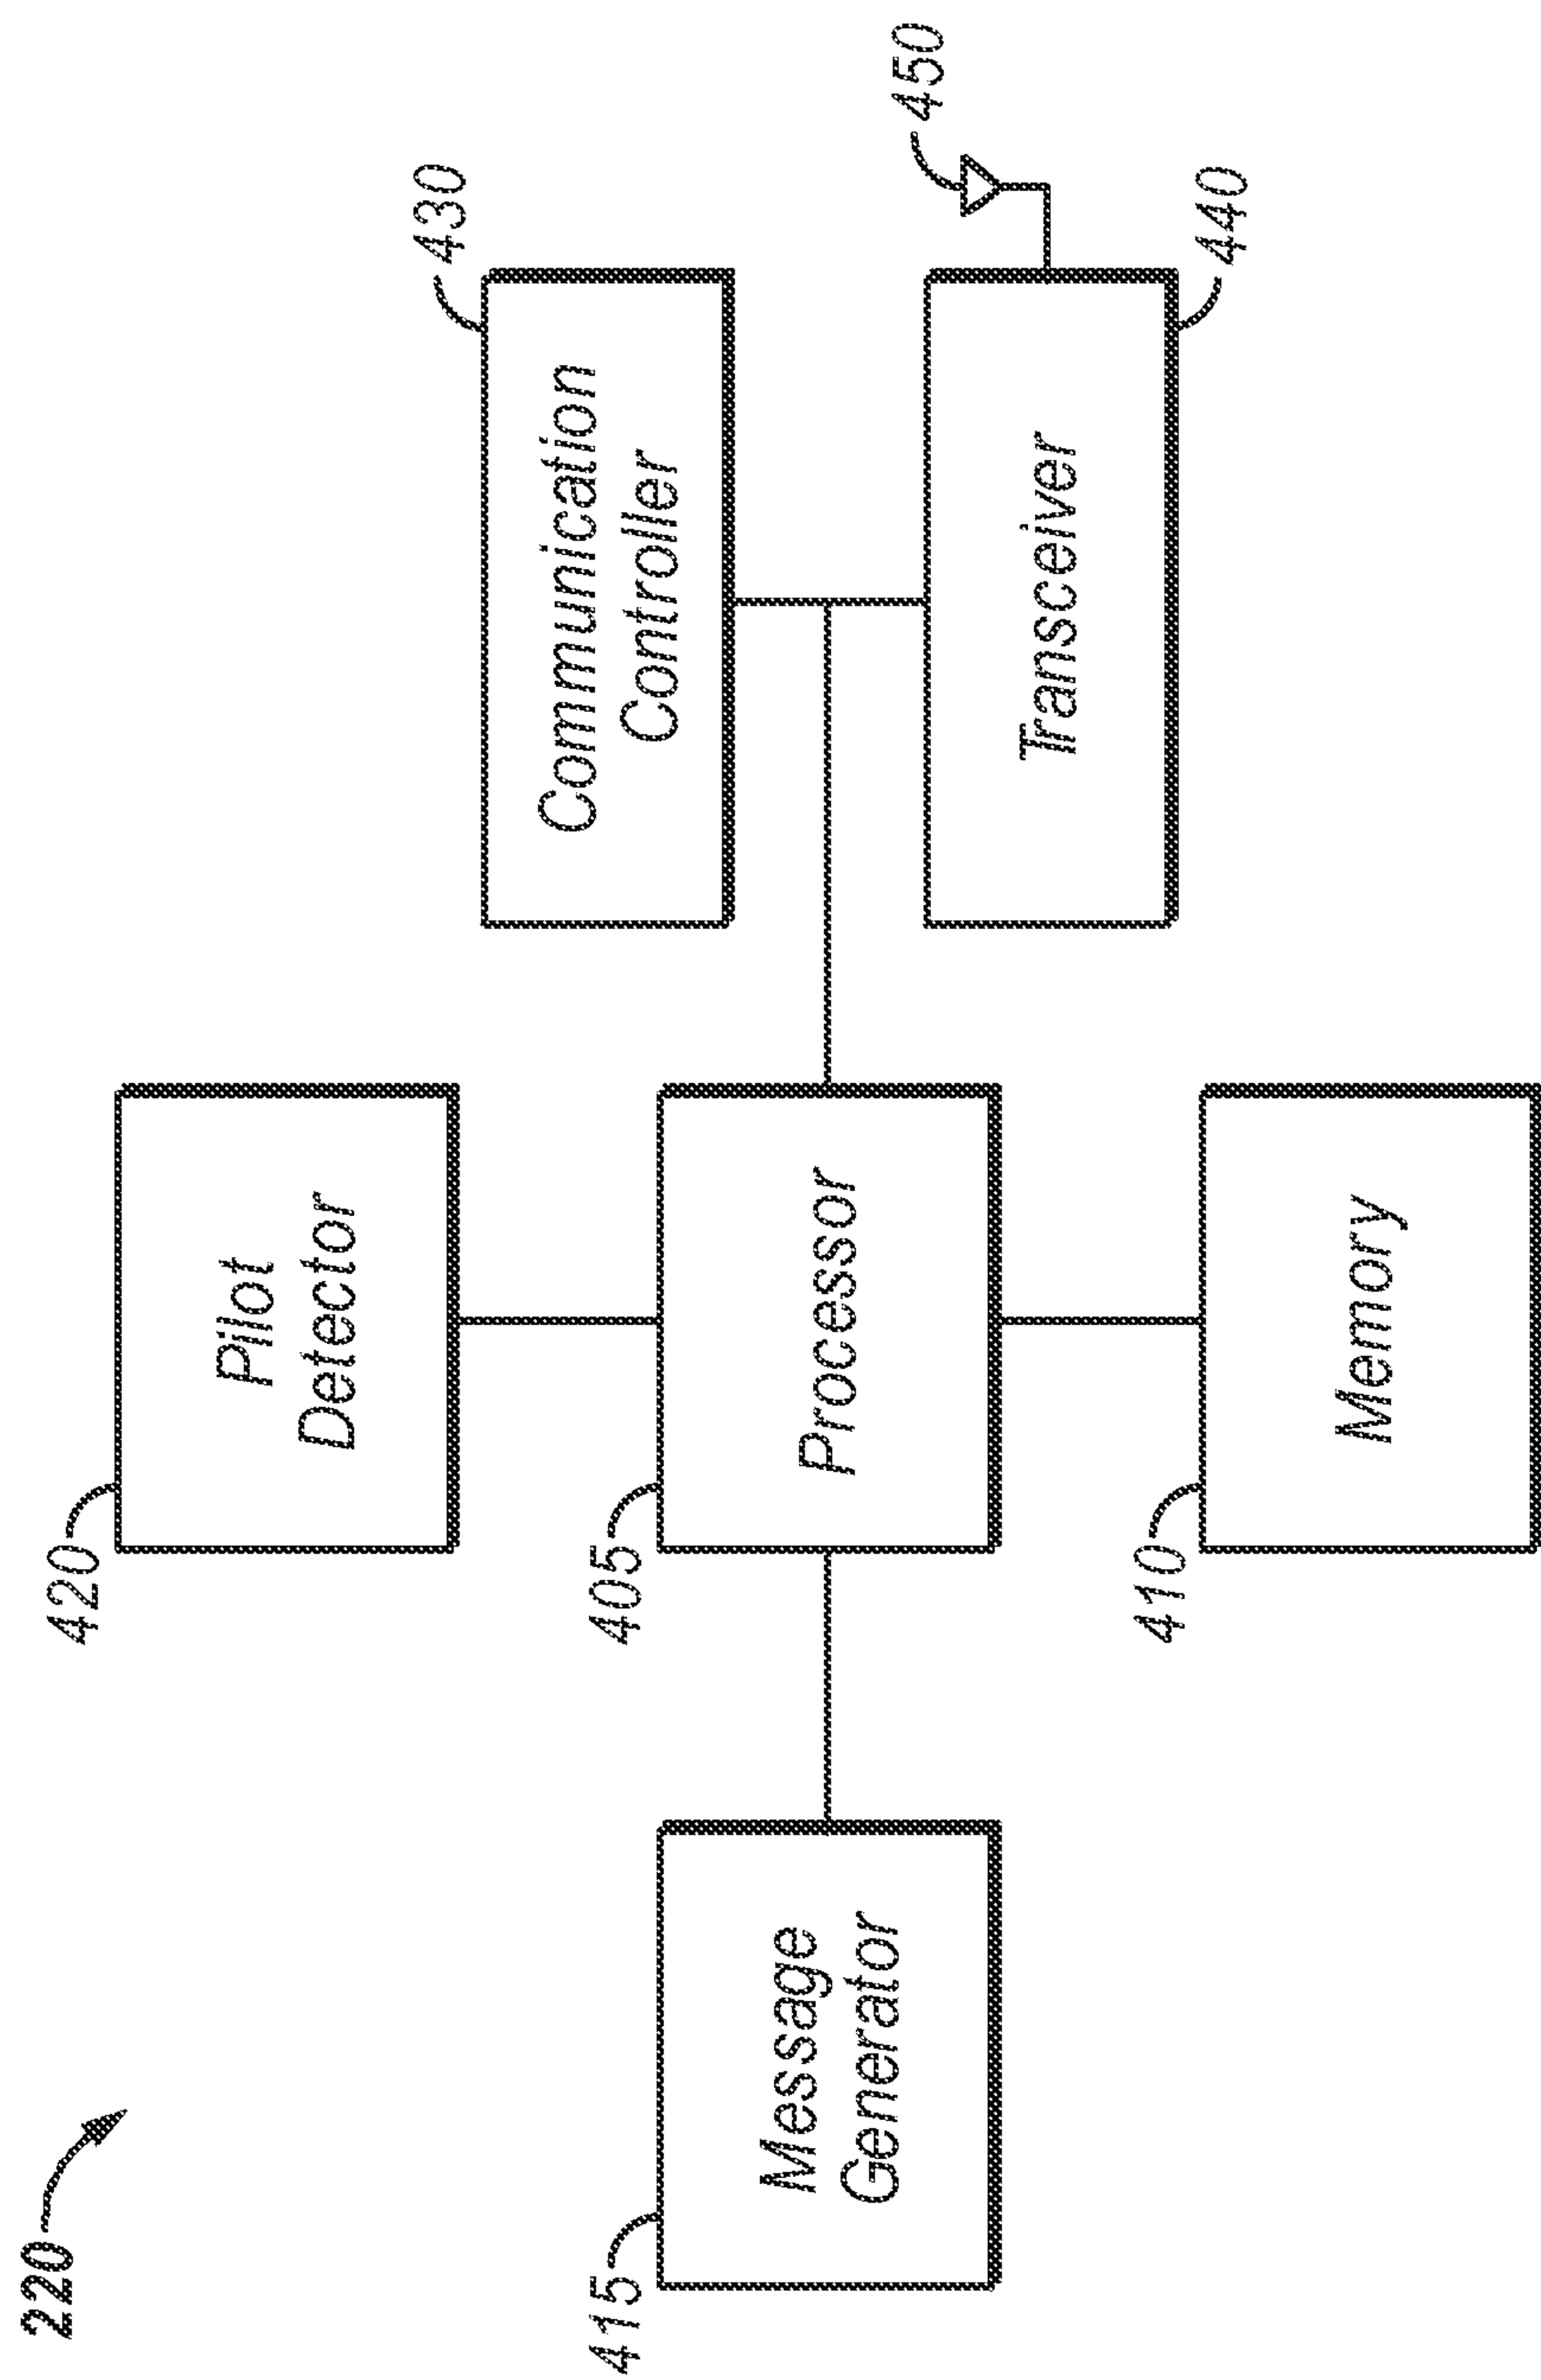 220
420
Pilot
Detector
430
Communication
Controller
450
415
Message
Generator
405
Processor
Transceiver
440
410
Memory